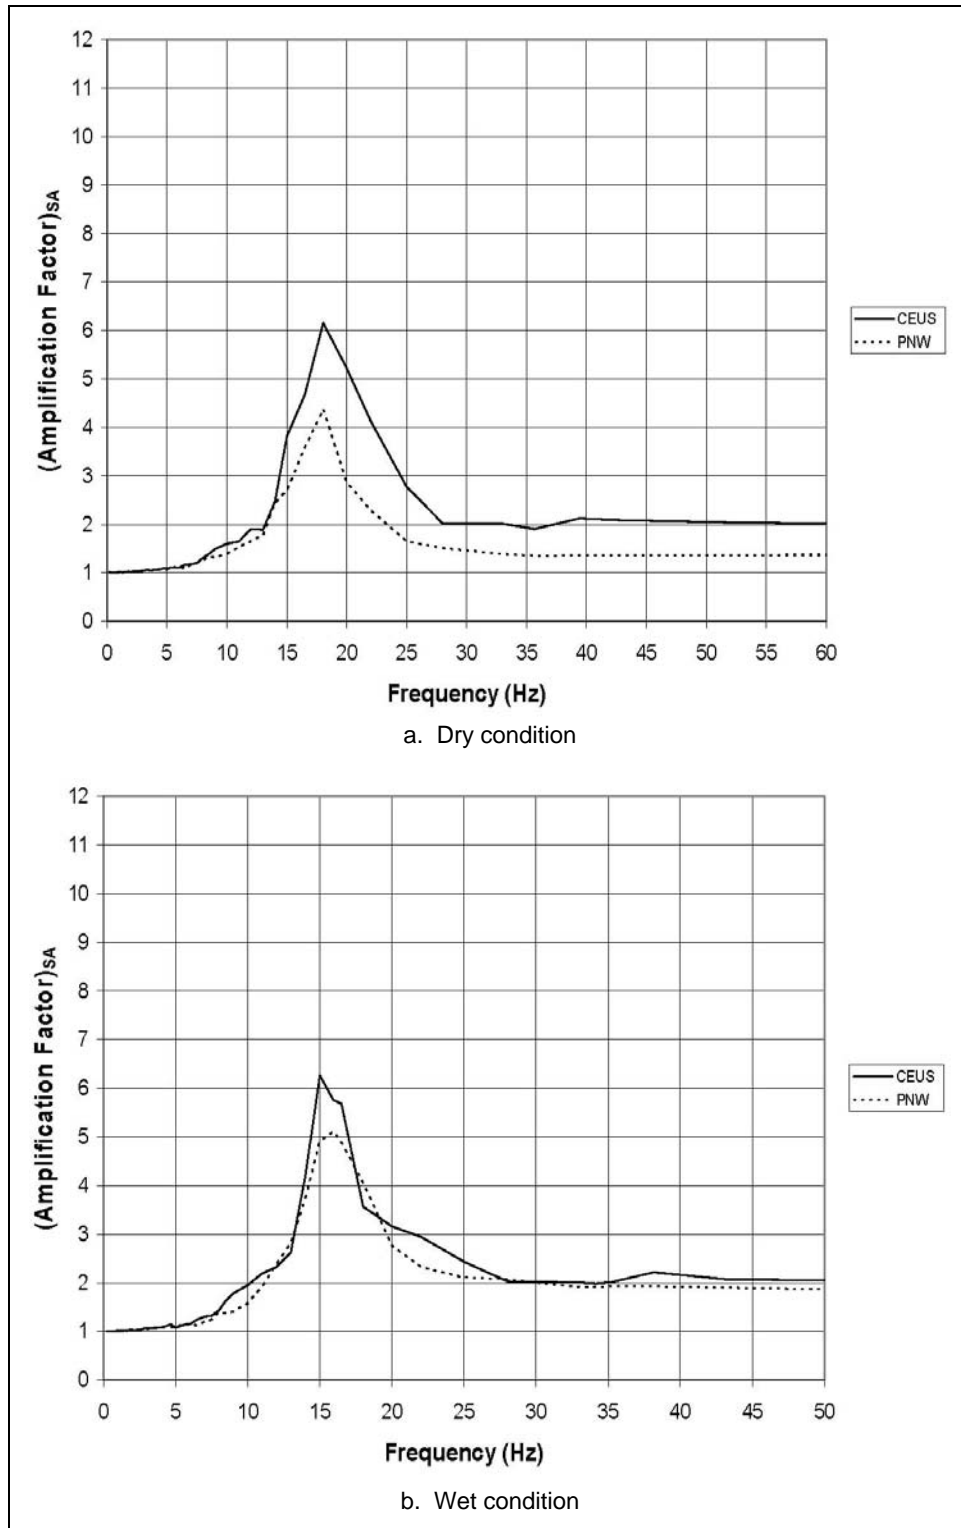 12
11
10
9
8
7
6
5
4
3
2
1
0
(Amplification Factor)SA
0 5 10 15 20 25 30 35 40 45 50 55 60
Frequency (Hz)
CEUS
PNW
a. Dry condition
12
11
10
9
8
7
6
5
4
3
2
1
0
(Amplification Factor)SA
0 5 10 15 20 25 30 35 40 45 50
Frequency (Hz)
CEUS
PNW
b. Wet condition